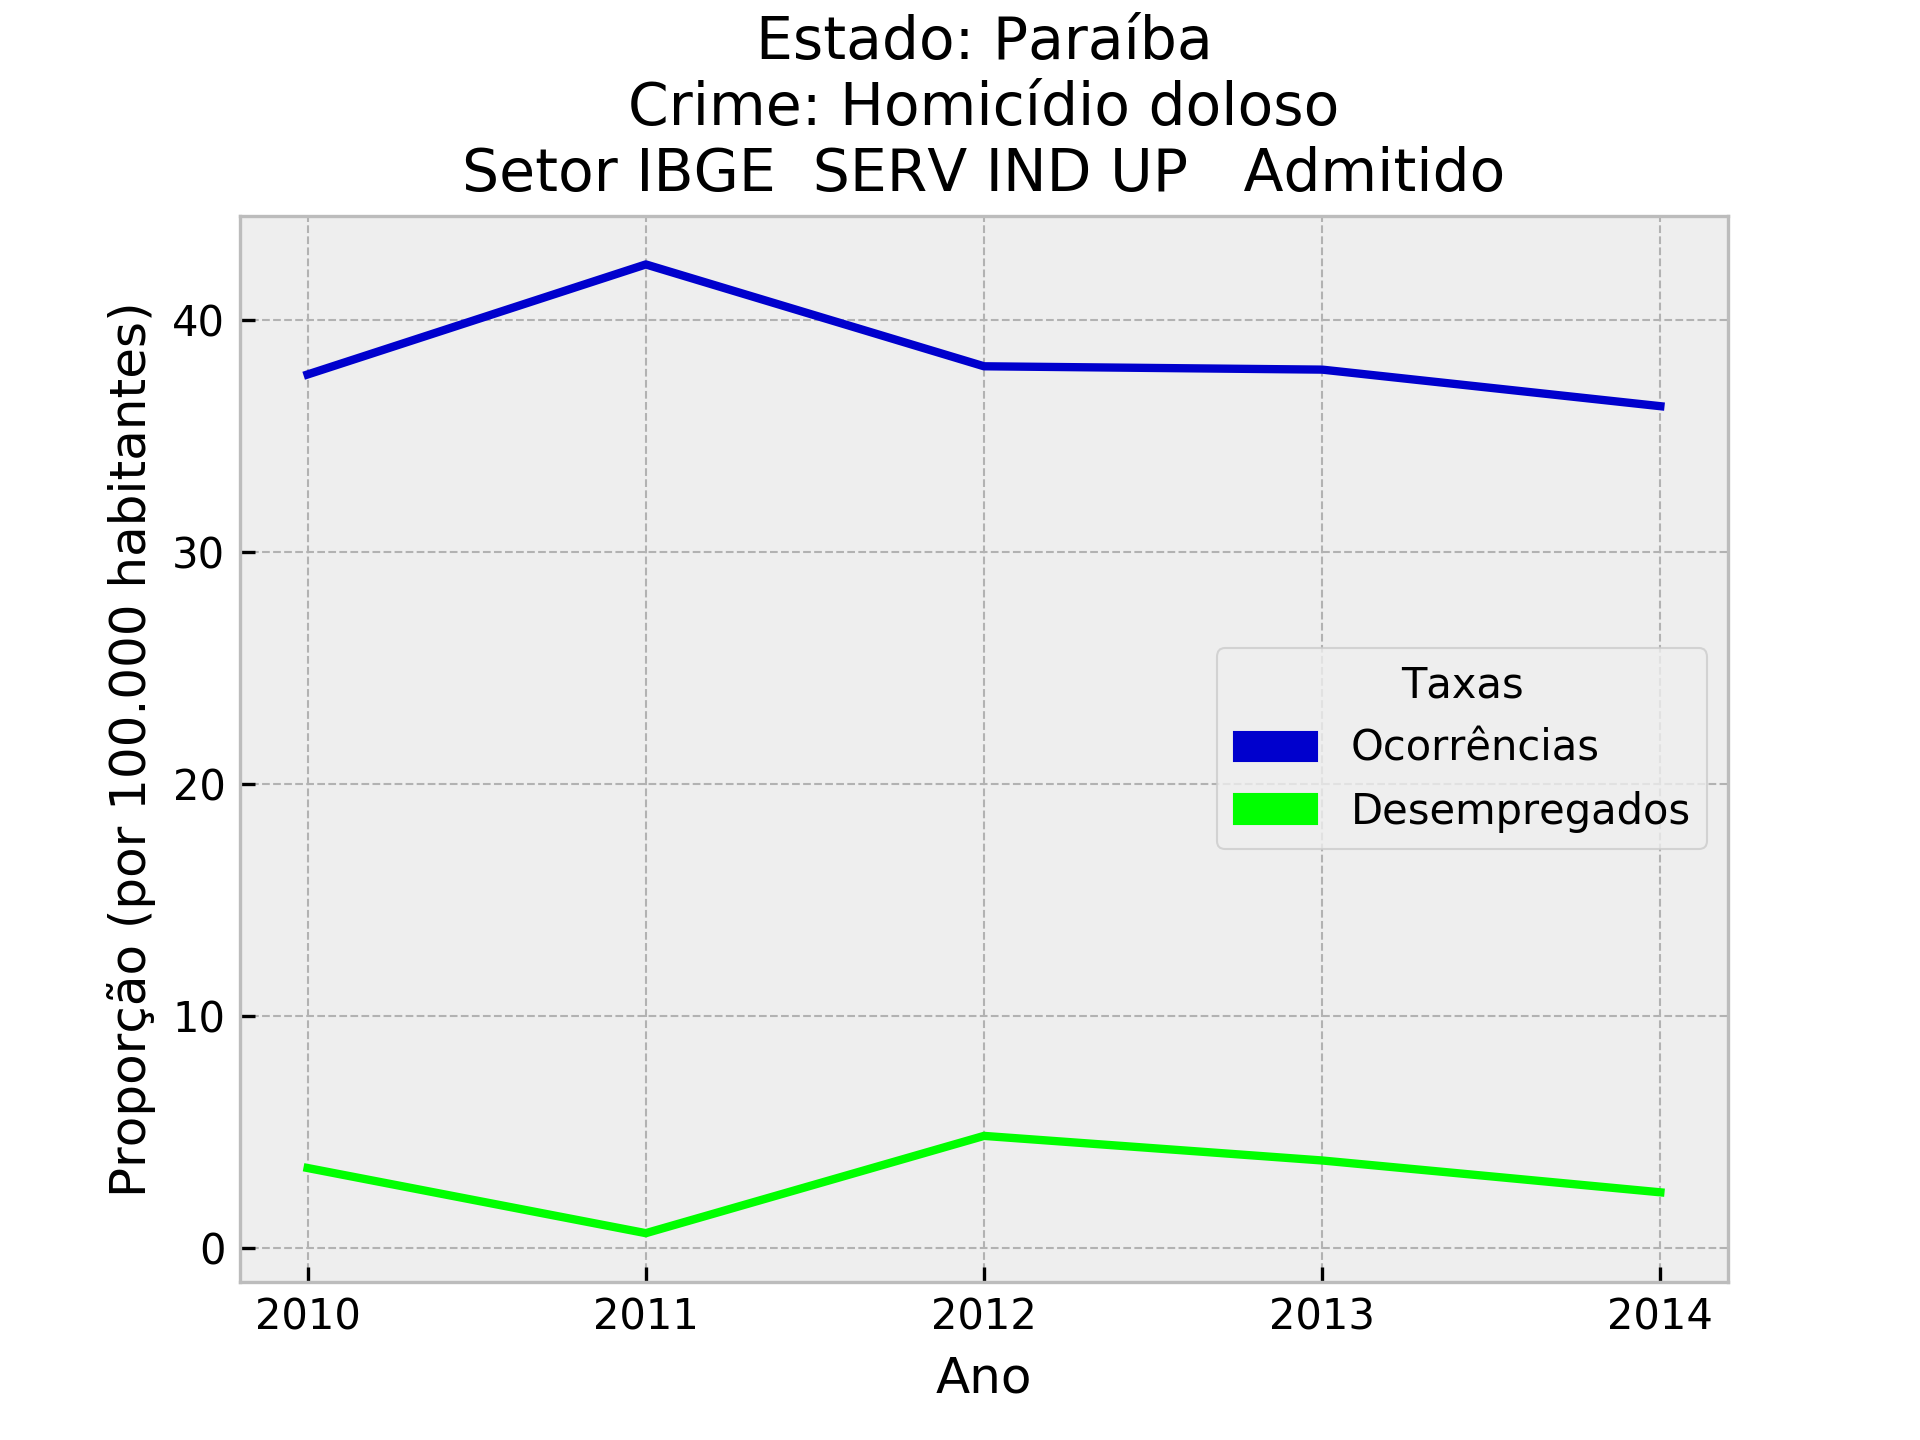 Estado: Paraíba
Crime: Homicídio doloso
Setor IBGE  SERV IND UP   Admitido
Proporção (por 100.000 habitantes)
40
30
20
10
0
Taxas
Ocorrências
Desempregados
2010 2011 2012 2013 2014
Ano